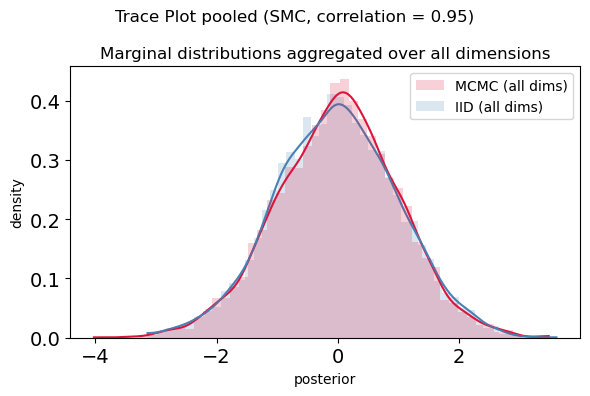 Trace Plot pooled (SMC, correlation = 0.95)
Marginal distributions aggregated over all dimensions
MCMC (all dims)
IID (all dims)
density
0.4
0.3
0.2
0.1
0.0
−4
−2
0
2
posterior